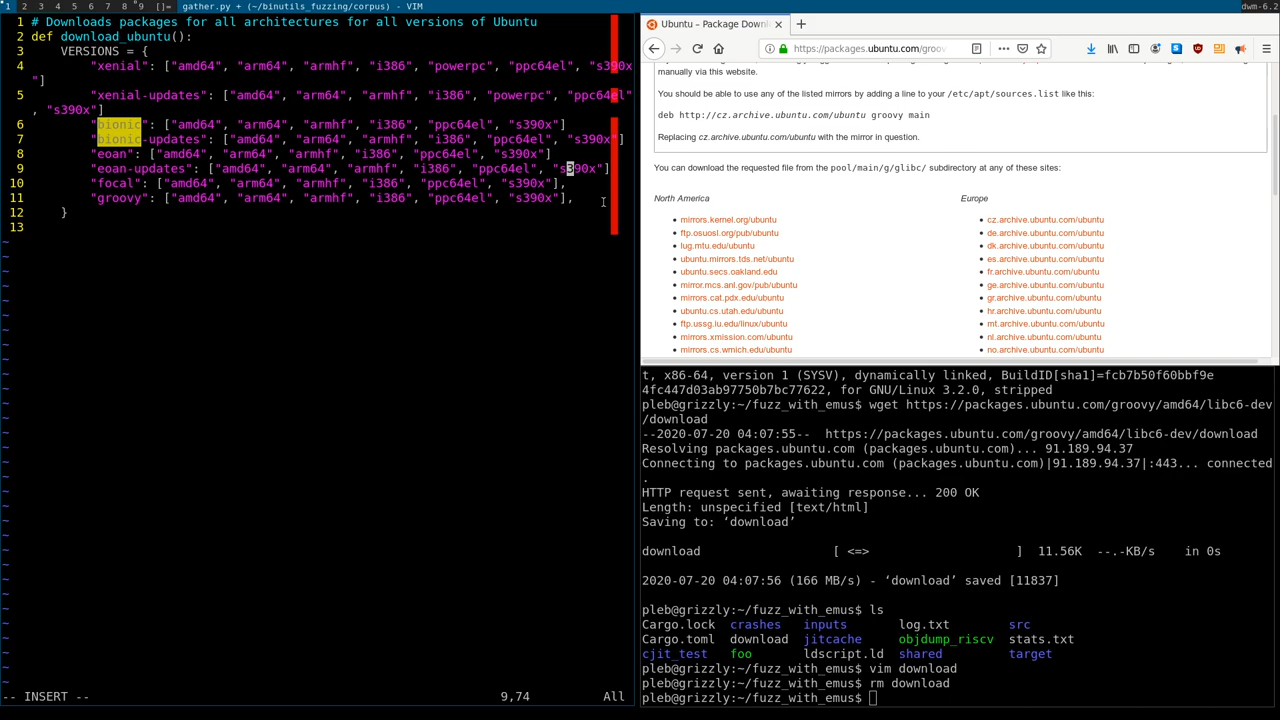 1 2 3 4 5 6 7 8 9 []= gather.py + (~/binutils_fuzzing/corpus) - VIM
dwm-6.2
1 # Downloads packages for all architectures for all versions of Ubuntu
2 def download_ubuntu():
3     VERSIONS = {
4         "xenial": ["amd64", "arm64", "armhf", "i386", "powerpc", "ppc64el", "s390x
"]
5         "xenial-updates": ["amd64", "arm64", "armhf", "i386", "powerpc", "ppc64el"
, "s390x"]
6         "bionic": ["amd64", "arm64", "armhf", "i386", "ppc64el", "s390x"]
7         "bionic-updates": ["amd64", "arm64", "armhf", "i386", "ppc64el", "s390x"]
8         "eoan": ["amd64", "arm64", "armhf", "i386", "ppc64el", "s390x"]
9         "eoan-updates": ["amd64", "arm64", "armhf", "i386", "ppc64el", "s390x"]
10         "focal": ["amd64", "arm64", "armhf", "i386", "ppc64el", "s390x"],
11         "groovy": ["amd64", "arm64", "armhf", "i386", "ppc64el", "s390x"],
12     }
13
-- INSERT -- 9,74 All
Ubuntu – Package Downl
https://packages.ubuntu.com/groov
manually via this website.
You should be able to use any of the listed mirrors by adding a line to your /etc/apt/sources.list like this:
deb http://cz.archive.ubuntu.com/ubuntu groovy main
Replacing cz.archive.ubuntu.com/ubuntu with the mirror in question.
You can download the requested file from the pool/main/g/glibc/ subdirectory at any of these sites:
North America
mirrors.kernel.org/ubuntu
ftp.osuosl.org/pub/ubuntu
lug.mtu.edu/ubuntu
ubuntu.mirrors.tds.net/ubuntu
ubuntu.secs.oakland.edu
mirror.mcs.anl.gov/pub/ubuntu
mirrors.cat.pdx.edu/ubuntu
ubuntu.cs.utah.edu/ubuntu
ftp.ussg.iu.edu/linux/ubuntu
mirrors.xmission.com/ubuntu
mirrors.cs.wmich.edu/ubuntu
Europe
cz.archive.ubuntu.com/ubuntu
de.archive.ubuntu.com/ubuntu
dk.archive.ubuntu.com/ubuntu
es.archive.ubuntu.com/ubuntu
fr.archive.ubuntu.com/ubuntu
ge.archive.ubuntu.com/ubuntu
gr.archive.ubuntu.com/ubuntu
hr.archive.ubuntu.com/ubuntu
mt.archive.ubuntu.com/ubuntu
nl.archive.ubuntu.com/ubuntu
no.archive.ubuntu.com/ubuntu
t, x86-64, version 1 (SYSV), dynamically linked, BuildID[sha1]=fcb7b50f60bbf9e
4fc447d03ab97750b7bc77622, for GNU/Linux 3.2.0, stripped
pleb@grizzly:~/fuzz_with_emus$ wget https://packages.ubuntu.com/groovy/amd64/libc6-dev
/download
--2020-07-20 04:07:55--  https://packages.ubuntu.com/groovy/amd64/libc6-dev/download
Resolving packages.ubuntu.com (packages.ubuntu.com)... 91.189.94.37
Connecting to packages.ubuntu.com (packages.ubuntu.com)|91.189.94.37|:443... connected
.
HTTP request sent, awaiting response... 200 OK
Length: unspecified [text/html]
Saving to: ‘download’
download [ <=> ] 11.56K --.-KB/s in 0s
2020-07-20 04:07:56 (166 MB/s) - ‘download’ saved [11837]
pleb@grizzly:~/fuzz_with_emus$ ls
Cargo.lock crashes inputs log.txt src
Cargo.toml download jitcache objdump_riscv stats.txt
cjit_test foo ldscript.ld shared target
pleb@grizzly:~/fuzz_with_emus$ vim download
pleb@grizzly:~/fuzz_with_emus$ rm download
pleb@grizzly:~/fuzz_with_emus$